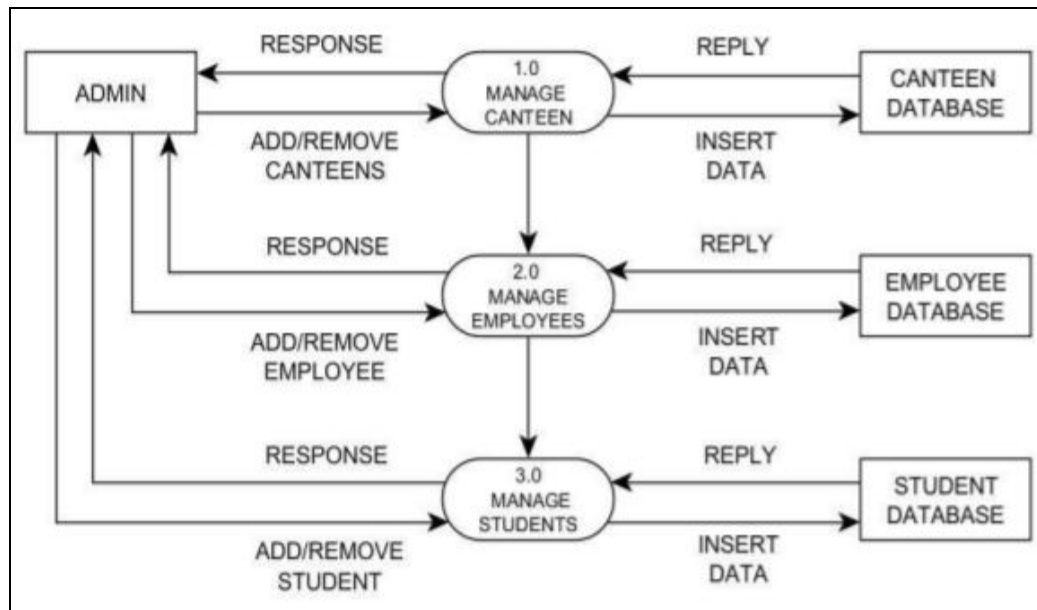 RESPONSE
REPLY
ADMIN
1.0
MANAGE
CANTEEN
CANTEEN
DATABASE
ADD/REMOVE
CANTEENS
INSERT
DATA
RESPONSE
REPLY
2.0
MANAGE
EMPLOYEES
EMPLOYEE
DATABASE
ADD/REMOVE
EMPLOYEE
INSERT
DATA
RESPONSE
REPLY
3.0
MANAGE
STUDENTS
STUDENT
DATABASE
ADD/REMOVE
STUDENT
INSERT
DATA